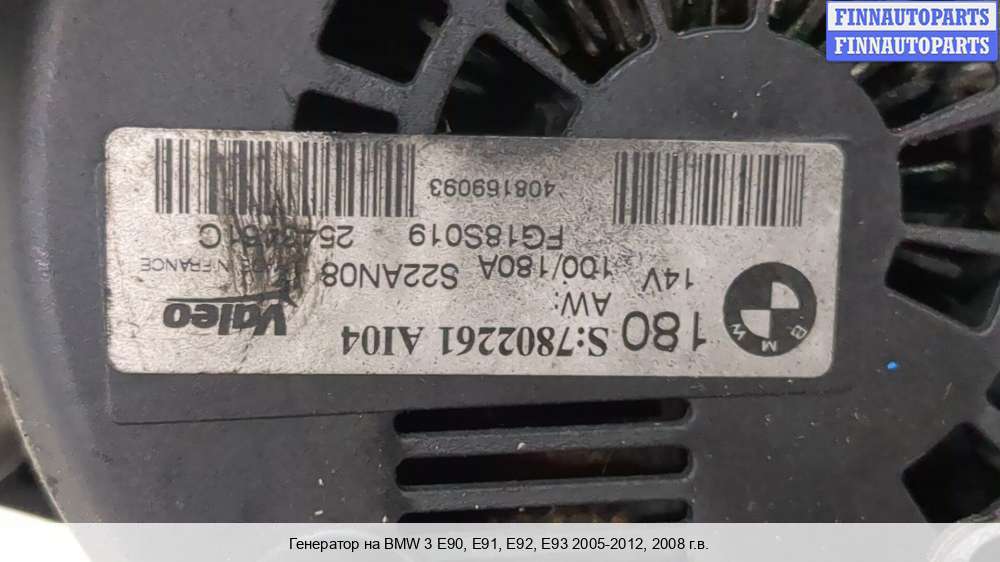 FINNAUTOPARTS
FINNAUTOPARTS
180 S:7802261 AI04
AW:
Valeo
14V 100/180A S22AN08
MADE IN FRANCE
FG18S019
408169093
BMW
Генератор на BMW 3 E90, E91, E92, E93 2005-2012, 2008 г.в.